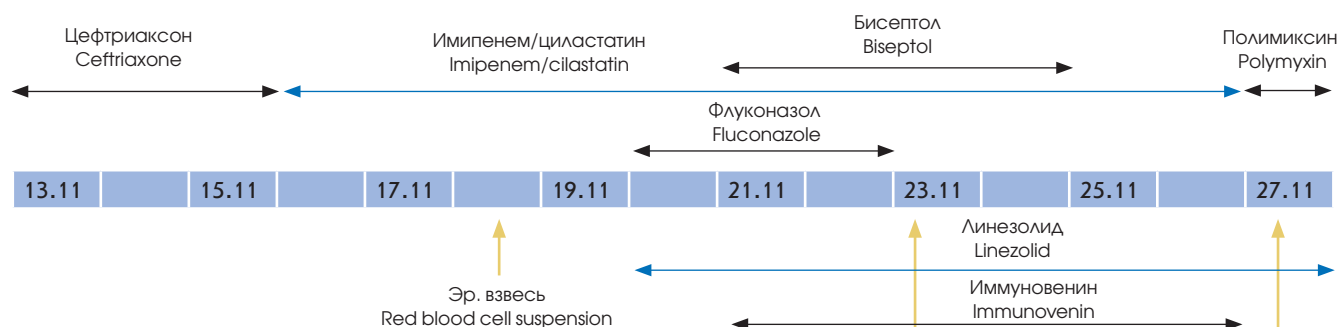 Цефтриаксон
Ceftriaxone
Имипенем/циластатин
Imipenem/cilastatin
Бисептол
Biseptol
Полимиксин
Polymyxin
Флуконазол
Fluconazole
13.11 15.11 17.11 19.11 21.11 23.11 25.11 27.11
Линезолид
Linezolid
Эр. взвесь
Red blood cell suspension
Иммуновенин
Immunovenin